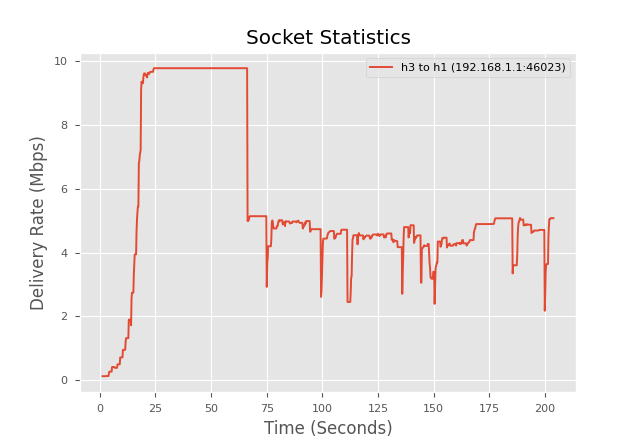 Socket Statistics
h3 to h1 (192.168.1.1:46023)
10
8
6
4
2
0
Delivery Rate (Mbps)
0 25 50 75 100 125 150 175 200
Time (Seconds)